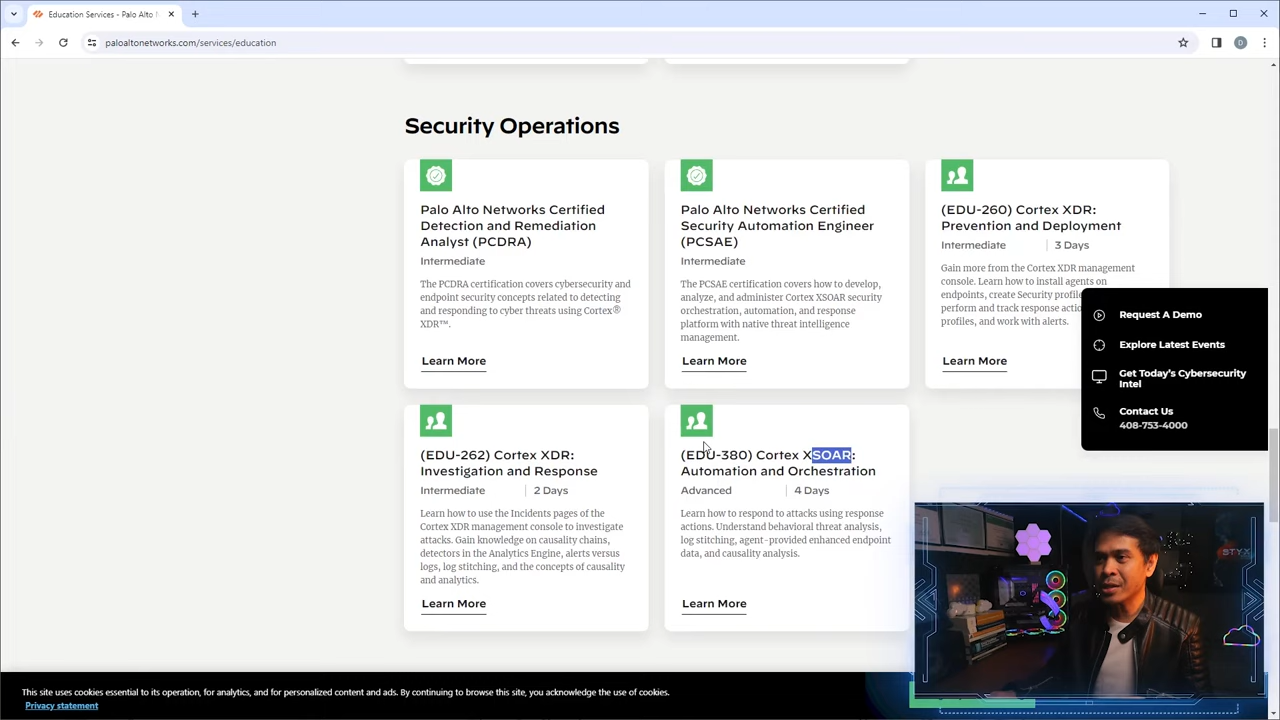 Education Services - Palo Alto N
paloaltonetworks.com/services/education
D
Security Operations
Palo Alto Networks Certified
Detection and Remediation
Analyst (PCDRA)
Intermediate
The PCDRA certification covers cybersecurity and
endpoint security concepts related to detecting
and responding to cyber threats using Cortex®
XDR™.
Learn More
Palo Alto Networks Certified
Security Automation Engineer
(PCSAE)
Intermediate
The PCSAE certification covers how to develop,
analyze, and administer Cortex XSOAR security
orchestration, automation, and response
platform with native threat intelligence
management.
Learn More
(EDU-260) Cortex XDR:
Prevention and Deployment
Intermediate | 3 Days
Gain more from the Cortex XDR management
console. Learn how to install agents on
endpoints, create Security profile
perform and track response actio
profiles, and work with alerts.
Learn More
Request A Demo
Explore Latest Events
Get Today's Cybersecurity
Intel
Contact Us
408-753-4000
(EDU-262) Cortex XDR:
Investigation and Response
Intermediate | 2 Days
Learn how to use the Incidents pages of the
Cortex XDR management console to investigate
attacks. Gain knowledge on causality chains,
detectors in the Analytics Engine, alerts versus
logs, log stitching, and the concepts of causality
and analytics.
Learn More
(EDU-380) Cortex XSOAR:
Automation and Orchestration
Advanced | 4 Days
Learn how to respond to attacks using response
actions. Understand behavioral threat analysis,
log stitching, agent-provided enhanced endpoint
data, and causality analysis.
Learn More
STYX
This site uses cookies essential to its operation, for analytics, and for personalized content and ads. By continuing to browse this site, you acknowledge the use of cookies.
Privacy statement